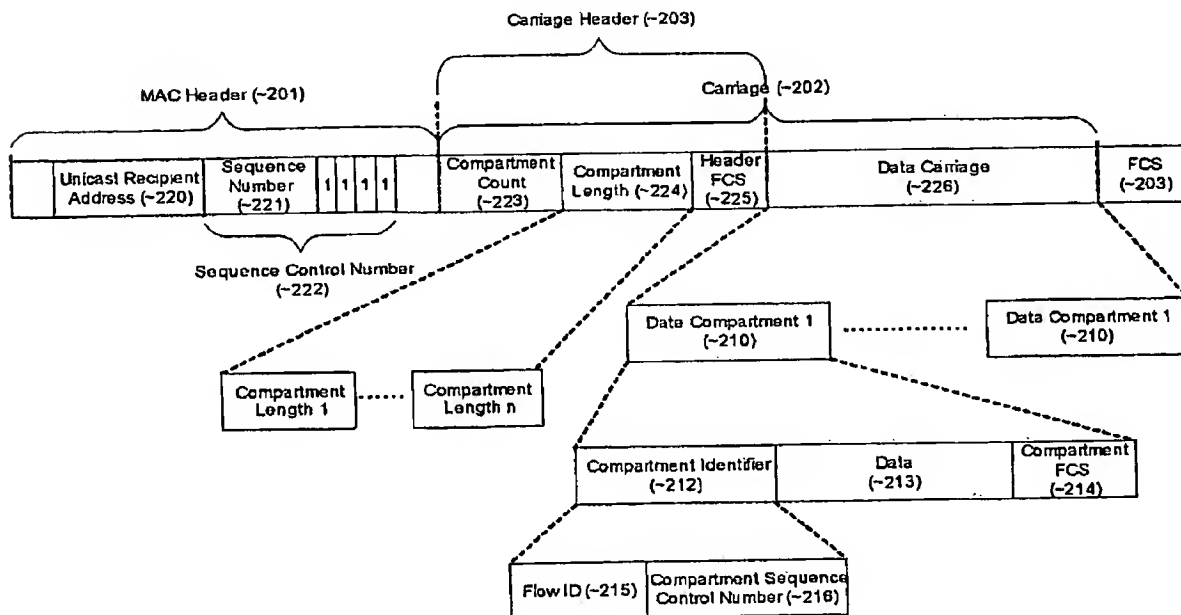 Carriage Header (~203)
MAC Header (~201)
Carriage (~202)
Unicast Recipient
Address (~220)
Sequence
Number
(~221)
1 1 1 1
Compartment
Count
(~223)
Compartment
Length (~224)
Header
FCS
(~225)
Data Carriage
(~226)
FCS
(~203)
Sequence Control Number
(~222)
Data Compartment 1
(~210)
Data Compartment 1
(~210)
Compartment
Length 1
Compartment
Length n
Compartment Identifier
(~212)
Data
(~213)
Compartment
FCS
(~214)
Flow ID (~215)
Compartment Sequence
Control Number (~216)